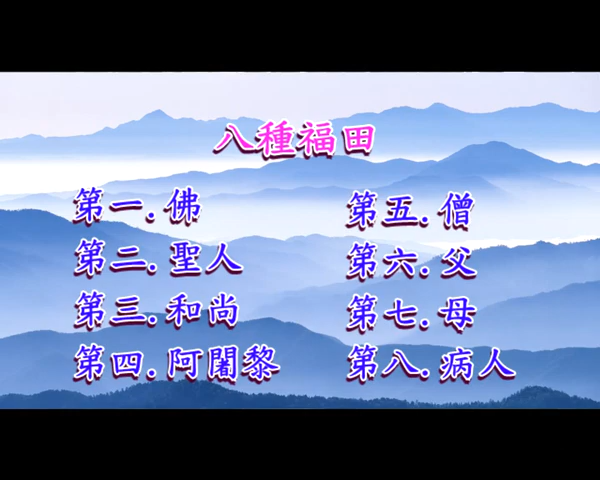 八種福田
第一.佛
第二.聖人
第三.和尚
第四.阿闍黎
第五.僧
第六.父
第七.母
第八.病人